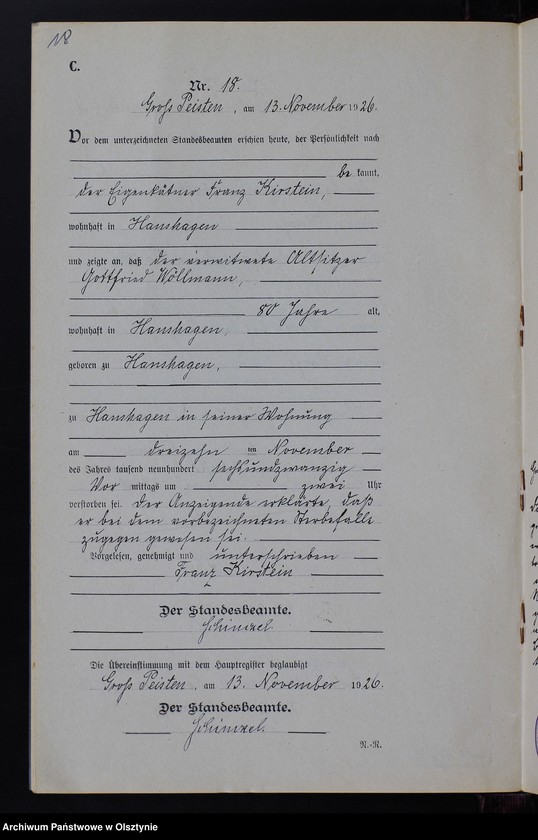 18
C.
Nr. 18.
Gross Peisten, am 13. November 1926.
Vor dem unterzeichneten Standesbeamten erschien heute, der Persönlichkeit nach
be kannt,
der Eigenkätner Franz Kirstein,
wohnhaft in Hanshagen
und zeigte an, daß der verwitwete Altsitzer
Gottfried Wöllmann,
80 Jahre alt,
wohnhaft in Hanshagen,
geboren zu Hanshagen,
zu Hanshagen in seiner Wohnung
am dreizehn ten November
des Jahres tausend neunhundert sechsundzwanzig
Vor mittags um zwei Uhr
verstorben sei. Der Anzeigende erklärte, daß
er bei dem vorbezeichneten Sterbefalle
zugegen gewesen sei.
Vorgelesen, genehmigt und unterschrieben
Franz Kirstein
Der Standesbeamte.
Schinzel.
Die Übereinstimmung mit dem Hauptregister beglaubigt
Gross Peisten, am 13. November 1926.
Der Standesbeamte.
Schinzel.
N.-R.
Archiwum Państwowe w Olsztynie